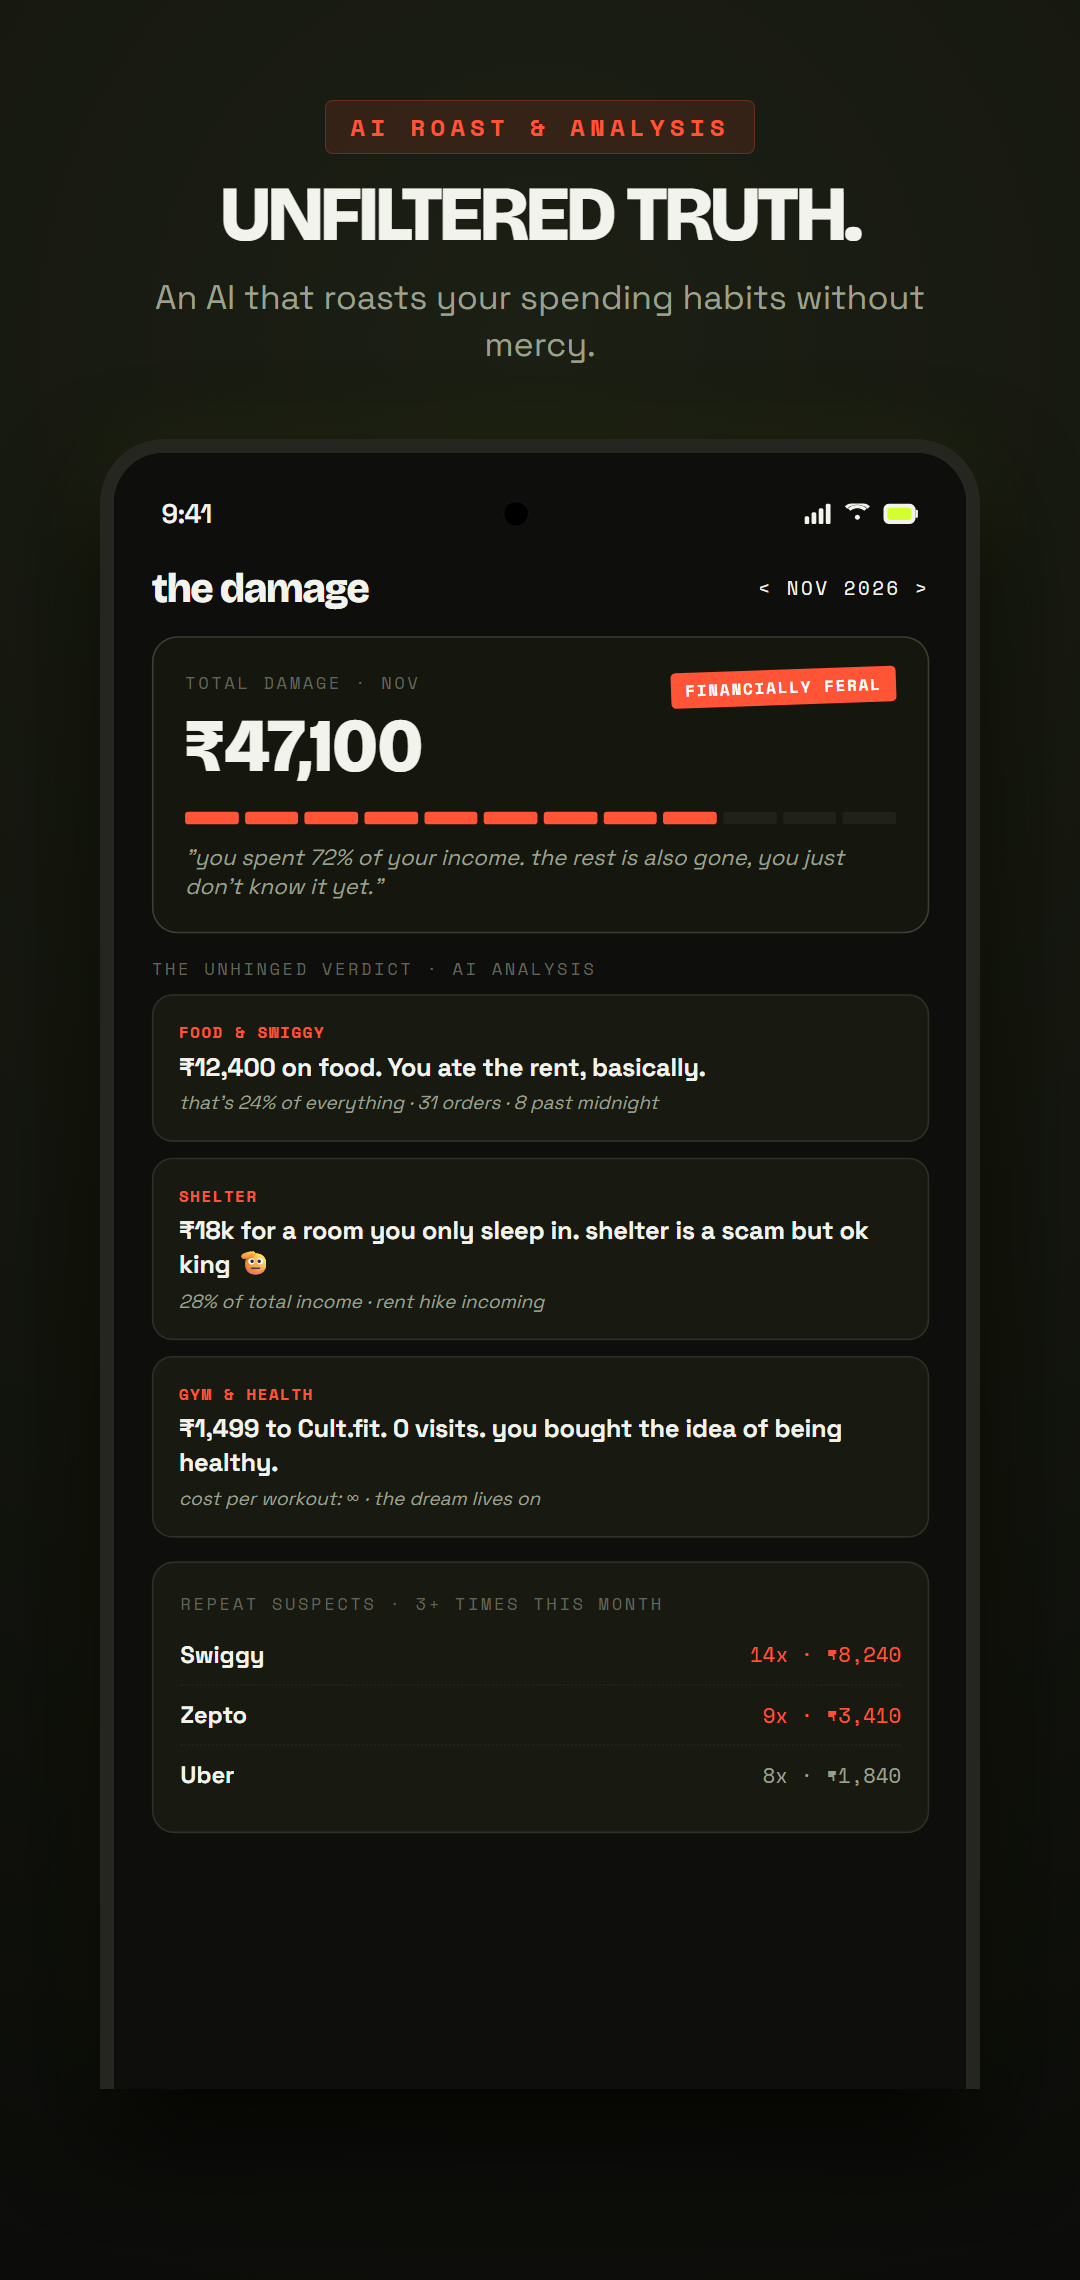 AI ROAST & ANALYSIS
UNFILTERED TRUTH.
An AI that roasts your spending habits without
mercy.
9:41
the damage
< NOV 2026 >
TOTAL DAMAGE · NOV
FINANCIALLY FERAL
₹47,100
"you spent 72% of your income. the rest is also gone, you just
don't know it yet."
THE UNHINGED VERDICT · AI ANALYSIS
FOOD & SWIGGY
₹12,400 on food. You ate the rent, basically.
that's 24% of everything · 31 orders · 8 past midnight
SHELTER
₹18k for a room you only sleep in. shelter is a scam but ok
king 🫡
28% of total income · rent hike incoming
GYM & HEALTH
₹1,499 to Cult.fit. 0 visits. you bought the idea of being
healthy.
cost per workout: ∞ · the dream lives on
REPEAT SUSPECTS · 3+ TIMES THIS MONTH
Swiggy 14x · ₹8,240
Zepto 9x · ₹3,410
Uber 8x · ₹1,840